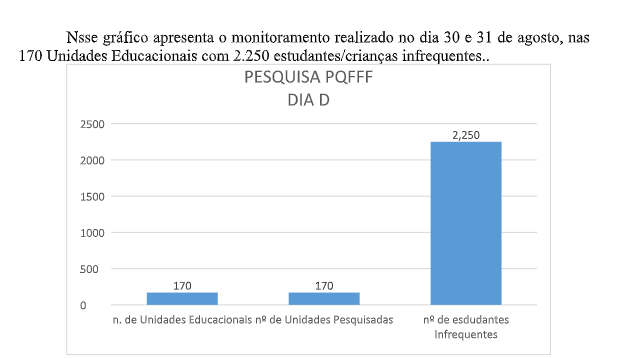 Nsse gráfico apresenta o monitoramento realizado no dia 30 e 31 de agosto, nas
170 Unidades Educacionais com 2.250 estudantes/crianças infrequentes..
PESQUISA PQFFF
DIA D
2500
2000
1500
1000
500
0
2,250
170
170
n. de Unidades Educacionais
nº de Unidades Pesquisadas
nº de esdudantes
Infrequentes